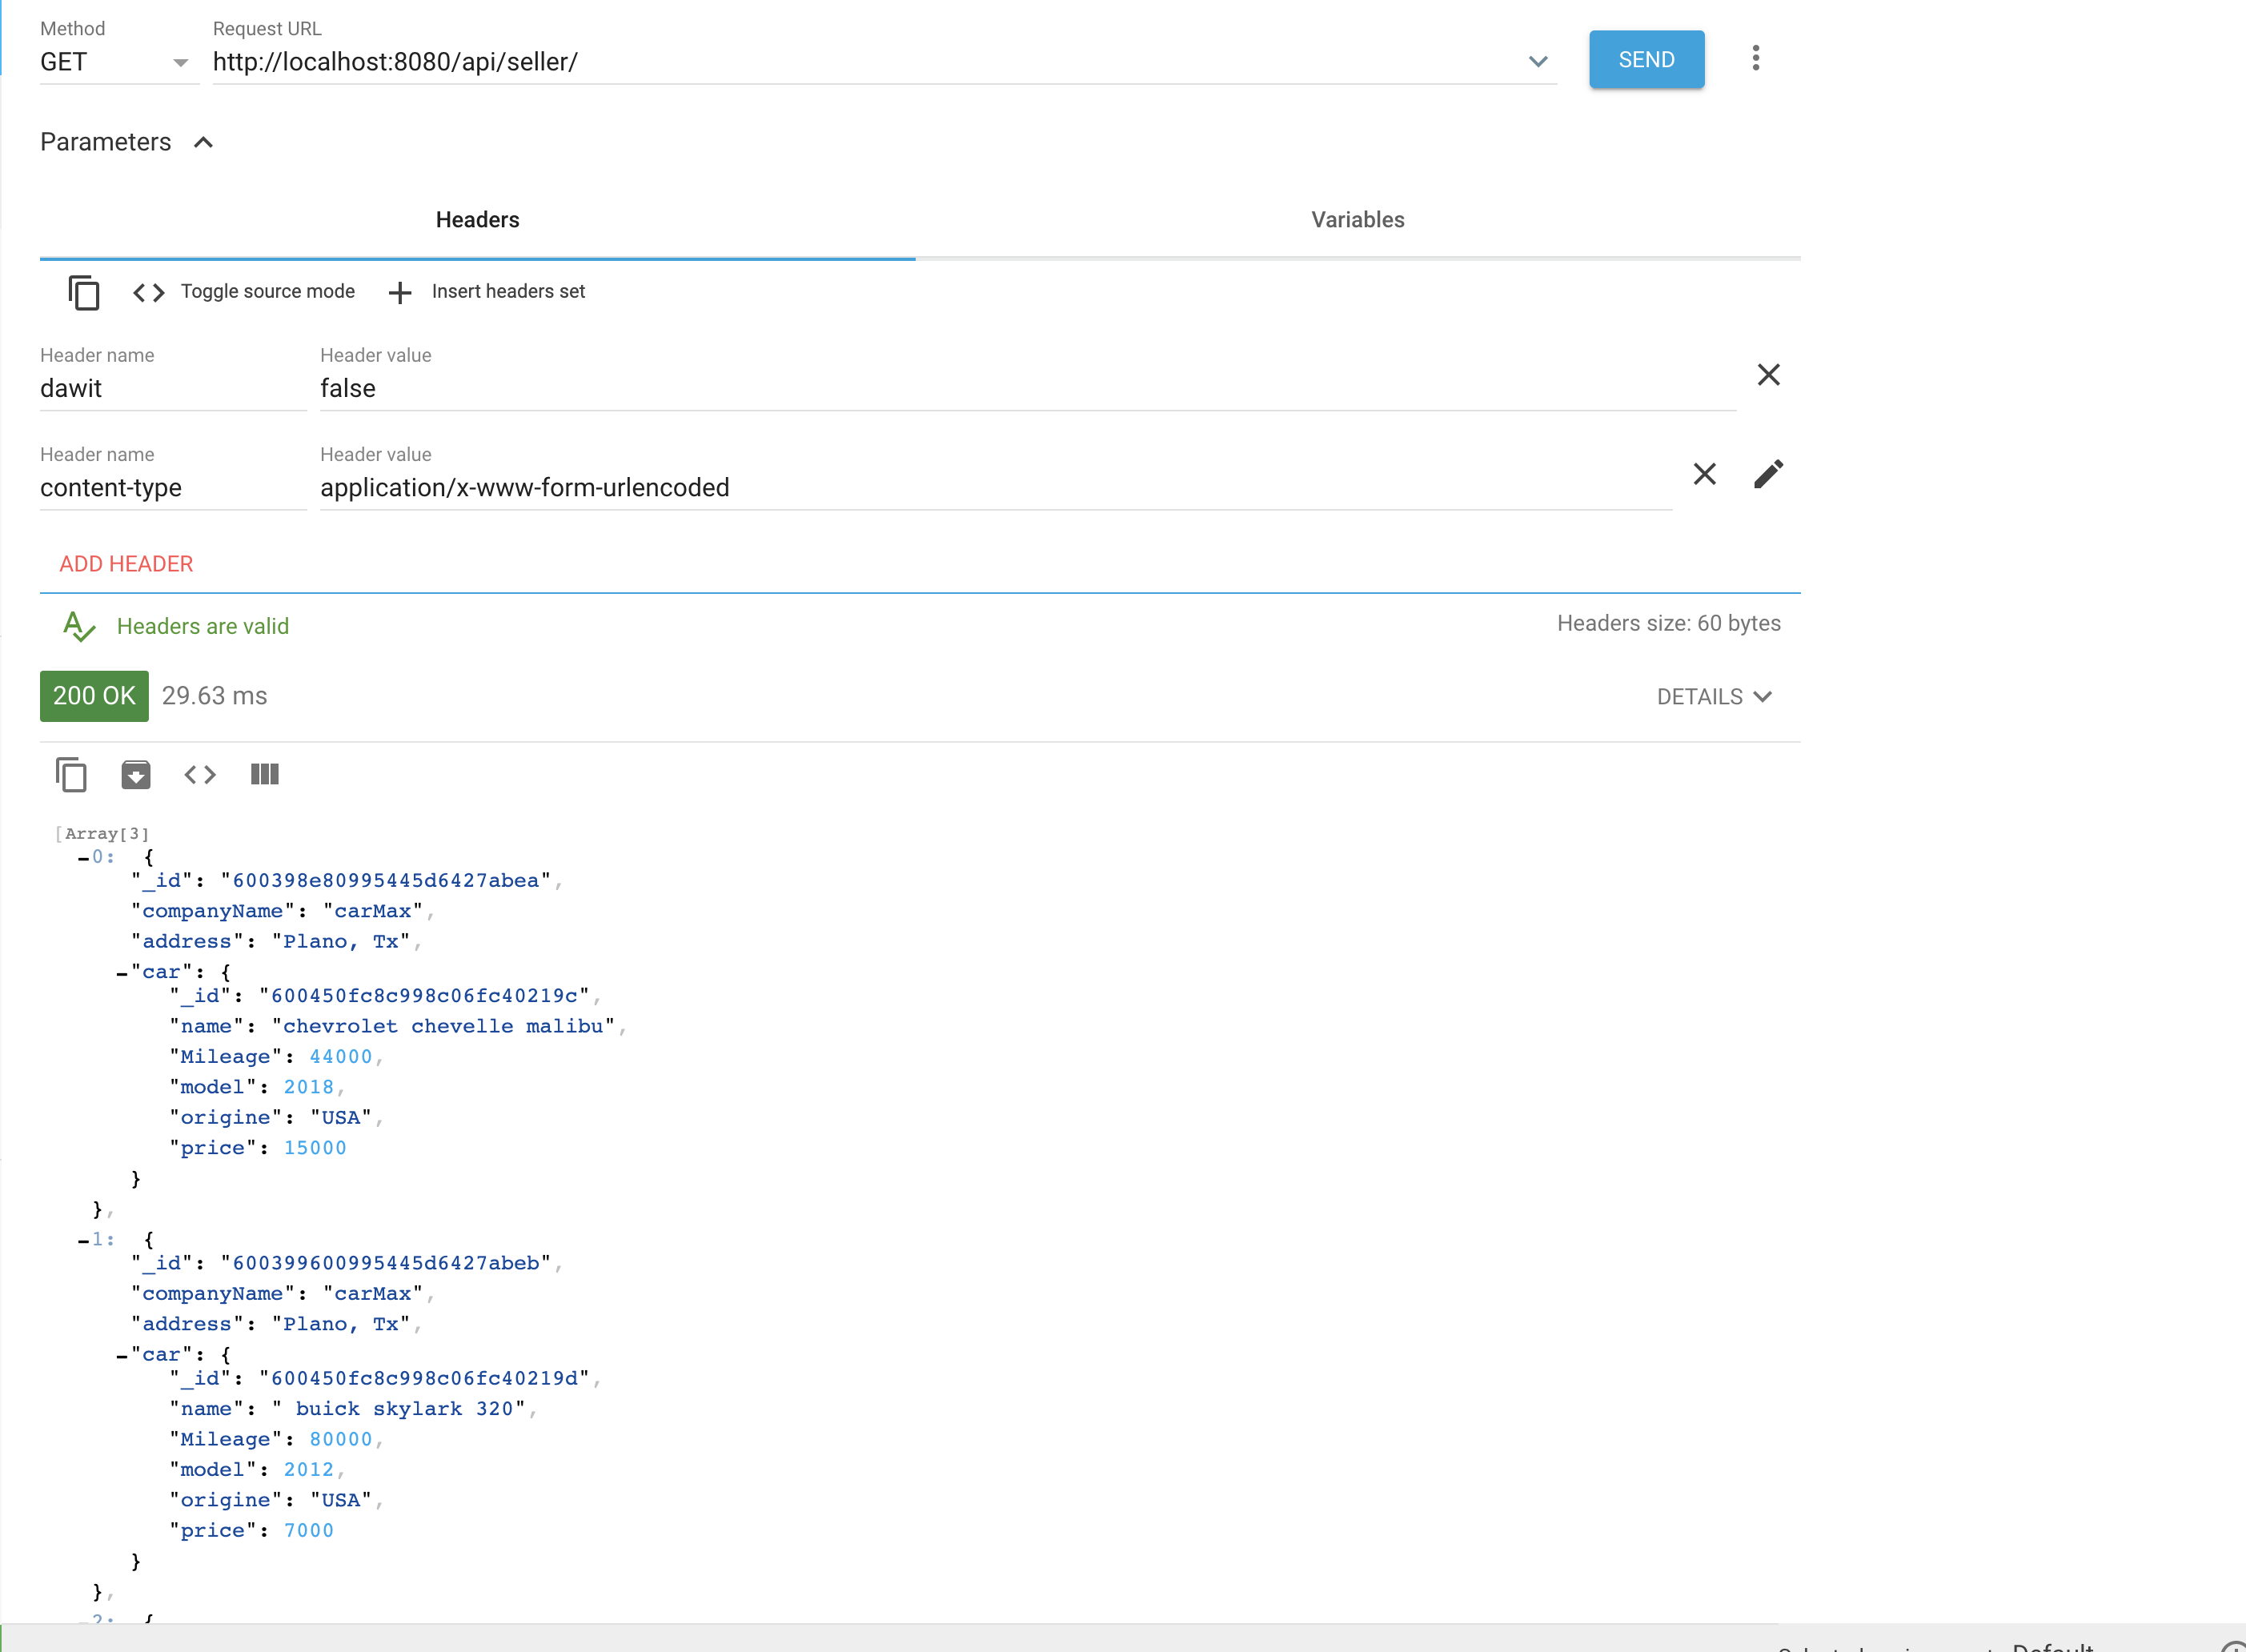 Method Request URL
GET http://localhost:8080/api/seller/ SEND
Parameters
Headers Variables
Toggle source mode Insert headers set
Header name Header value
dawit false
Header name Header value
content-type application/x-www-form-urlencoded
ADD HEADER
Headers are valid Headers size: 60 bytes
200 OK 29.63 ms DETAILS
[Array[3]
0: {
"_id": "600398e80995445d6427abea",
"companyName": "carMax",
"address": "Plano, Tx",
"car": {
"_id": "600450fc8c998c06fc40219c",
"name": "chevrolet chevelle malibu",
"Mileage": 44000,
"model": 2018,
"origine": "USA",
"price": 15000
}
},
1: {
"_id": "600399600995445d6427abeb",
"companyName": "carMax",
"address": "Plano, Tx",
"car": {
"_id": "600450fc8c998c06fc40219d",
"name": " buick skylark 320",
"Mileage": 80000,
"model": 2012,
"origine": "USA",
"price": 7000
}
},
2: {
Default